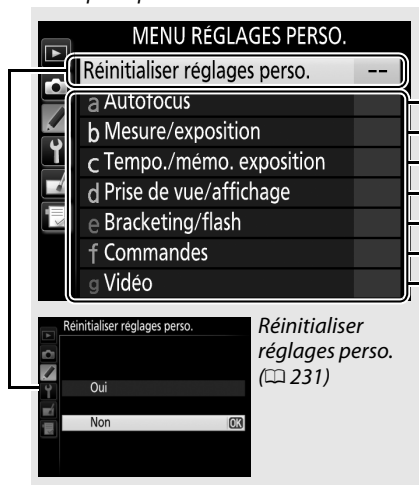 MENU RÉGLAGES PERSO.
Réinitialiser réglages perso. --
a Autofocus
b Mesure/exposition
c Tempo./mémo. exposition
d Prise de vue/affichage
e Bracketing/flash
f Commandes
g Vidéo
Réinitialiser réglages perso.
Oui
Non OK
Réinitialiser
réglages perso.
(231)